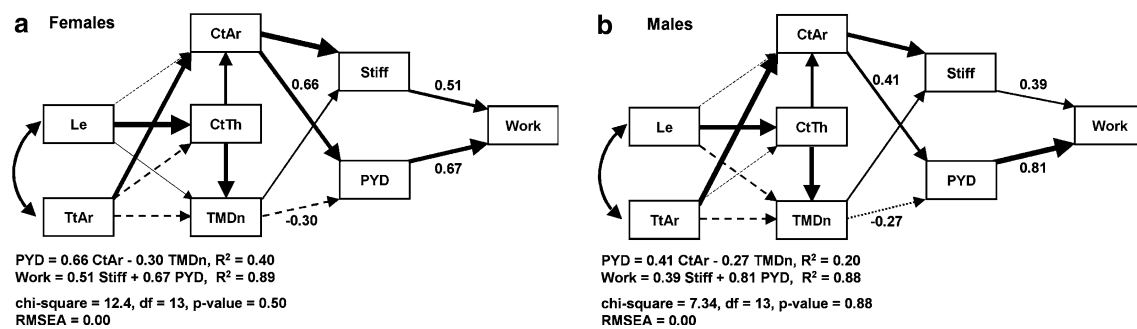 a Females
CtAr
Stiff
0.66
0.51
Le
CtTh
Work
PYD
0.67
TtAr
TMDn
-0.30
PYD = 0.66 CtAr - 0.30 TMDn, R² = 0.40
Work = 0.51 Stiff + 0.67 PYD, R² = 0.89
chi-square = 12.4, df = 13, p-value = 0.50
RMSEA = 0.00
b Males
CtAr
Stiff
0.41
0.39
Le
CtTh
Work
PYD
0.81
TtAr
TMDn
-0.27
PYD = 0.41 CtAr - 0.27 TMDn, R² = 0.20
Work = 0.39 Stiff + 0.81 PYD, R² = 0.88
chi-square = 7.34, df = 13, p-value = 0.88
RMSEA = 0.00